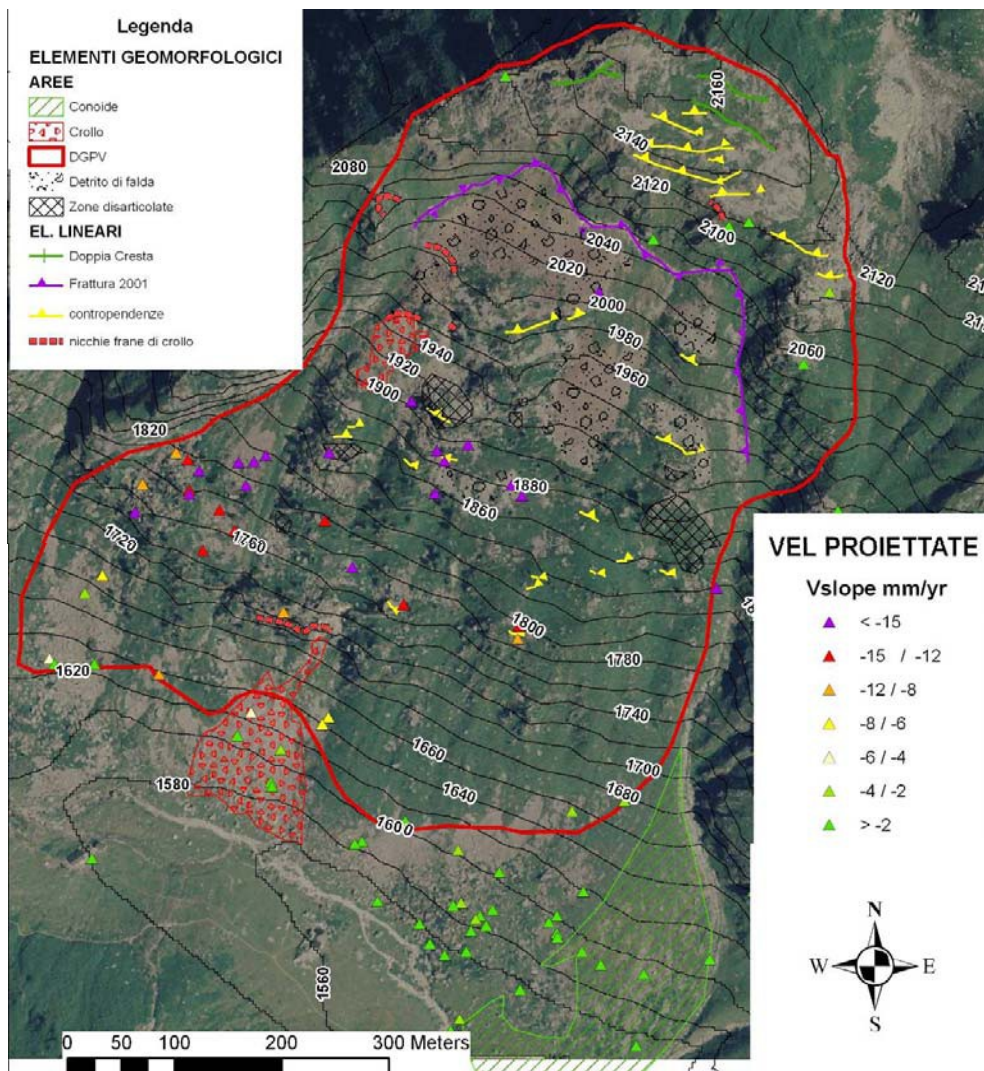 Legenda
ELEMENTI GEOMORFOLOGICI
AREE
Conoide
Crollo
DGPV
Detrito di falda
Zone disarticolate
EL. LINEARI
Doppia Cresta
Frattura 2001
contropendenze
nicchie frane di crollo
2160
2140
2120
2100
2080
2040
2020
2000
2120
1980
2060
1960
1940
1920
1900
1820
1880
1860
1720
1760
1800
1780
1620
1740
1660
1700
1580
1640
1680
1600
1560
VEL PROIETTATE
Vslope mm/yr
< -15
-15 / -12
-12 / -8
-8 / -6
-6 / -4
-4 / -2
> -2
N
W E
S
0 50 100 200 300 Meters